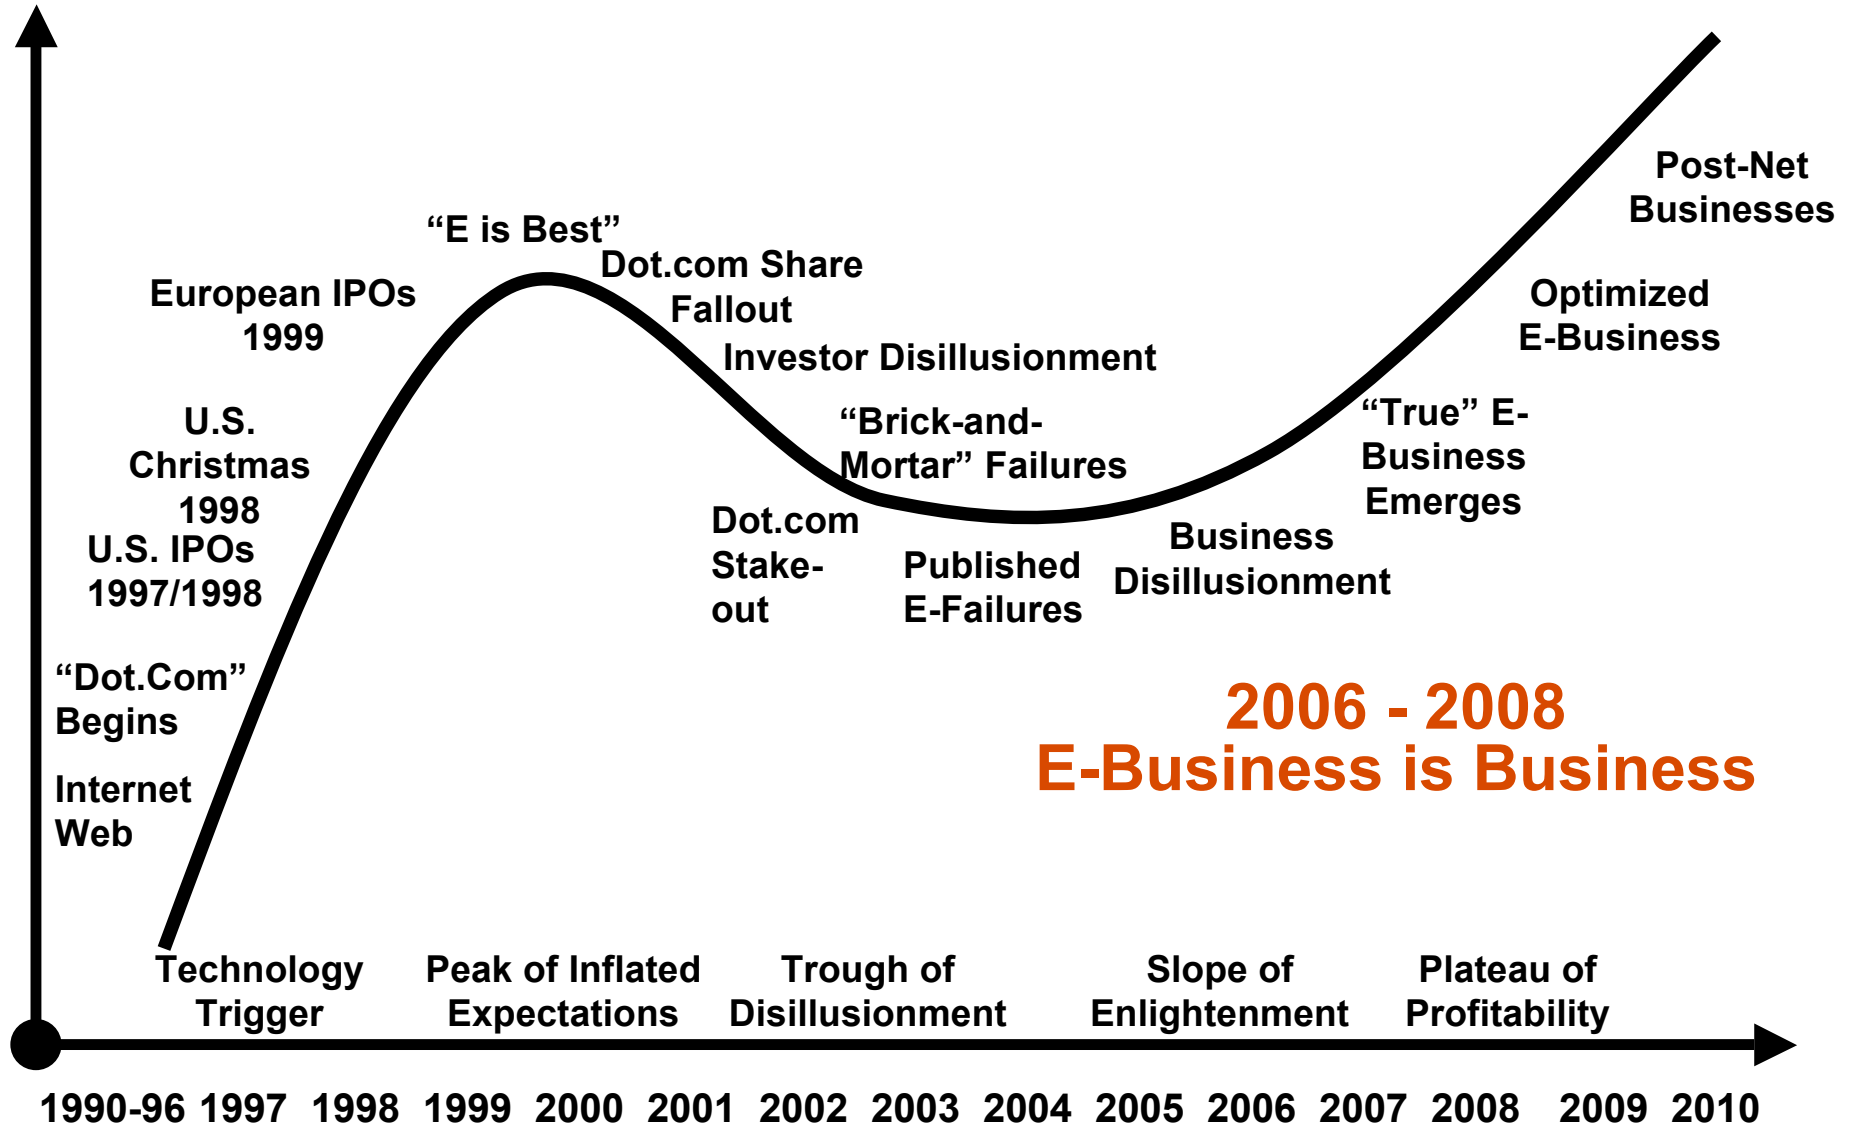 “E is Best”
European IPOs
1999
U.S.
Christmas
1998
U.S. IPOs
1997/1998
“Dot.Com”
Begins
Internet
Web
Dot.com Share
Fallout
Investor Disillusionment
“Brick-and-
Mortar” Failures
Dot.com
Stake-
out
Published
E-Failures
Business
Disillusionment
“True” E-
Business
Emerges
Optimized
E-Business
Post-Net
Businesses
2006 - 2008
E-Business is Business
Technology
Trigger
Peak of Inflated
Expectations
Trough of
Disillusionment
Slope of
Enlightenment
Plateau of
Profitability
1990-96 1997 1998 1999 2000 2001 2002 2003 2004 2005 2006 2007 2008 2009 2010